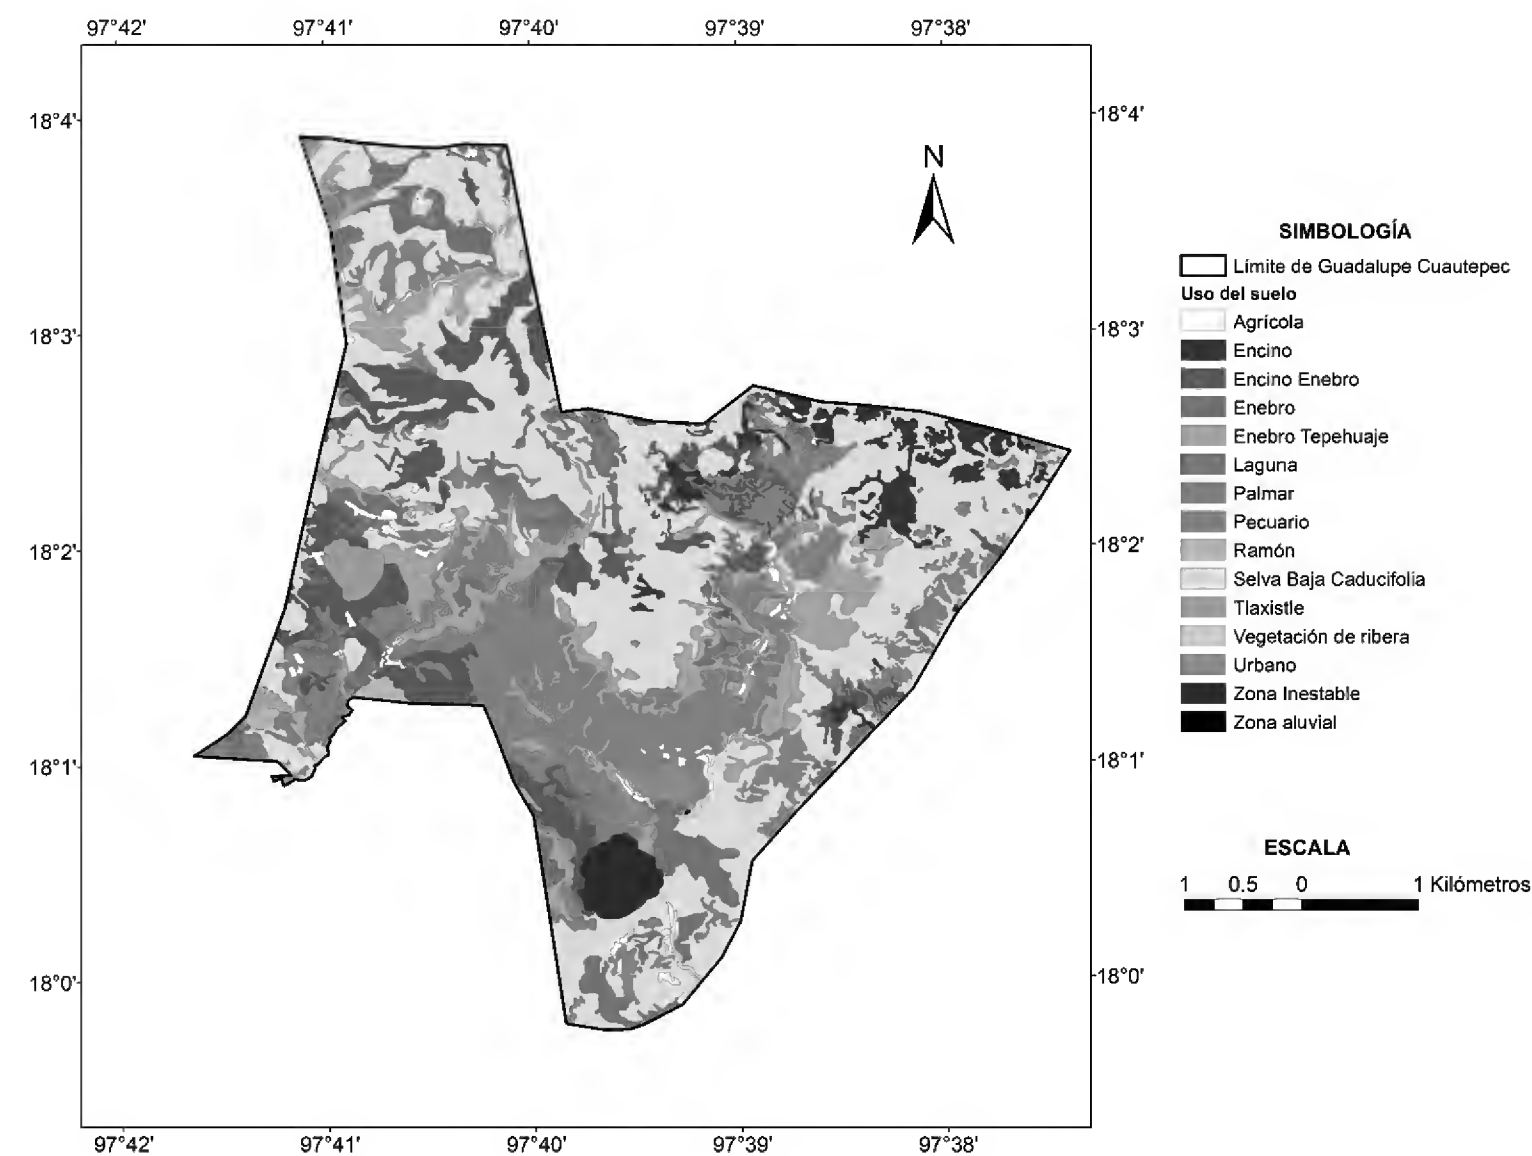 97°42' 97°41' 97°40' 97°39' 97°38'
18°4' 18°4'
N
18°3' 18°3'
18°2' 18°2'
18°1' 18°1'
18°0' 18°0'
97°42' 97°41' 97°40' 97°39' 97°38'
SIMBOLOGÍA
Límite de Guadalupe Cuautepec
Uso del suelo
Agrícola
Encino
Encino Enebro
Enebro
Enebro Tepehuaje
Laguna
Palmar
Pecuario
Ramón
Selva Baja Caducifolia
Tlaxistle
Vegetación de ribera
Urbano
Zona Inestable
Zona aluvial
ESCALA
1 0.5 0 1 Kilómetros